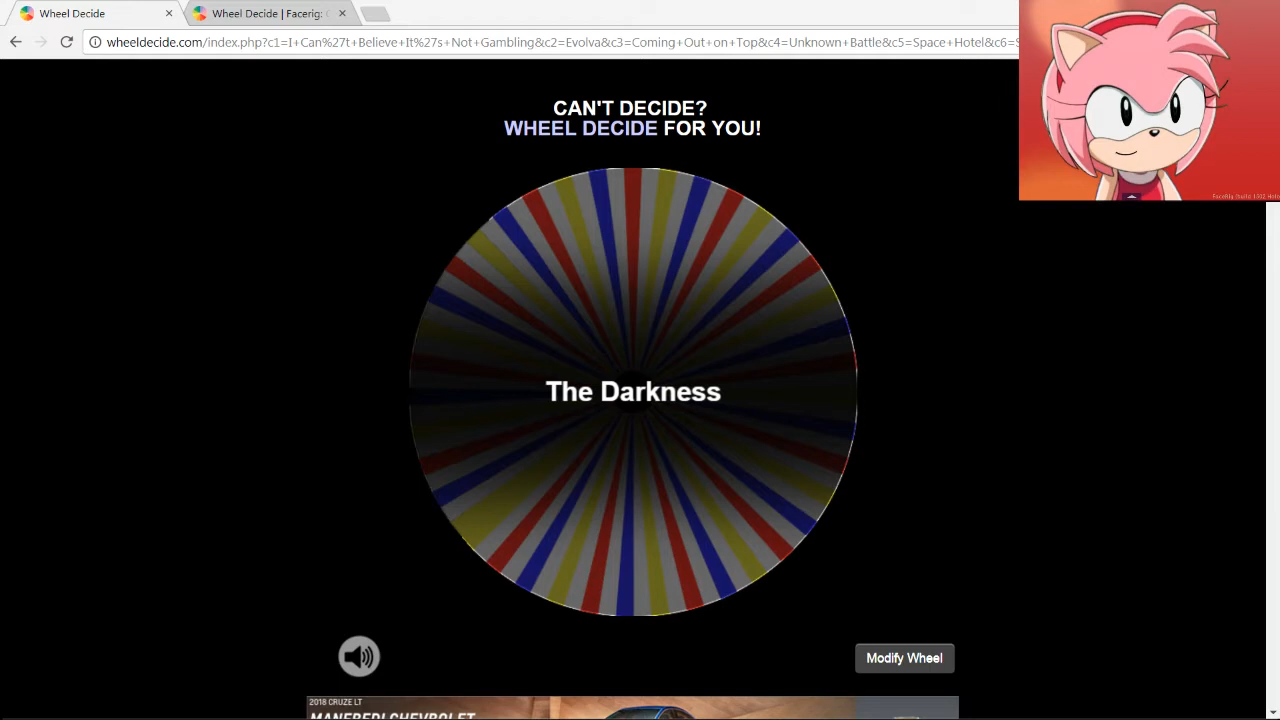 Wheel Decide
Wheel Decide | Facerig: C
wheeldecide.com/index.php?c1=I+Can%27t+Believe+It%27s+Not+Gambling&c2=Evolva&c3=Coming+Out+on+Top&c4=Unknown+Battle&c5=Space+Hotel&c6=S
CAN'T DECIDE?
WHEEL DECIDE FOR YOU!
The Darkness
Modify Wheel
2018 CRUZE LT
MANFREDI CHEVROLET